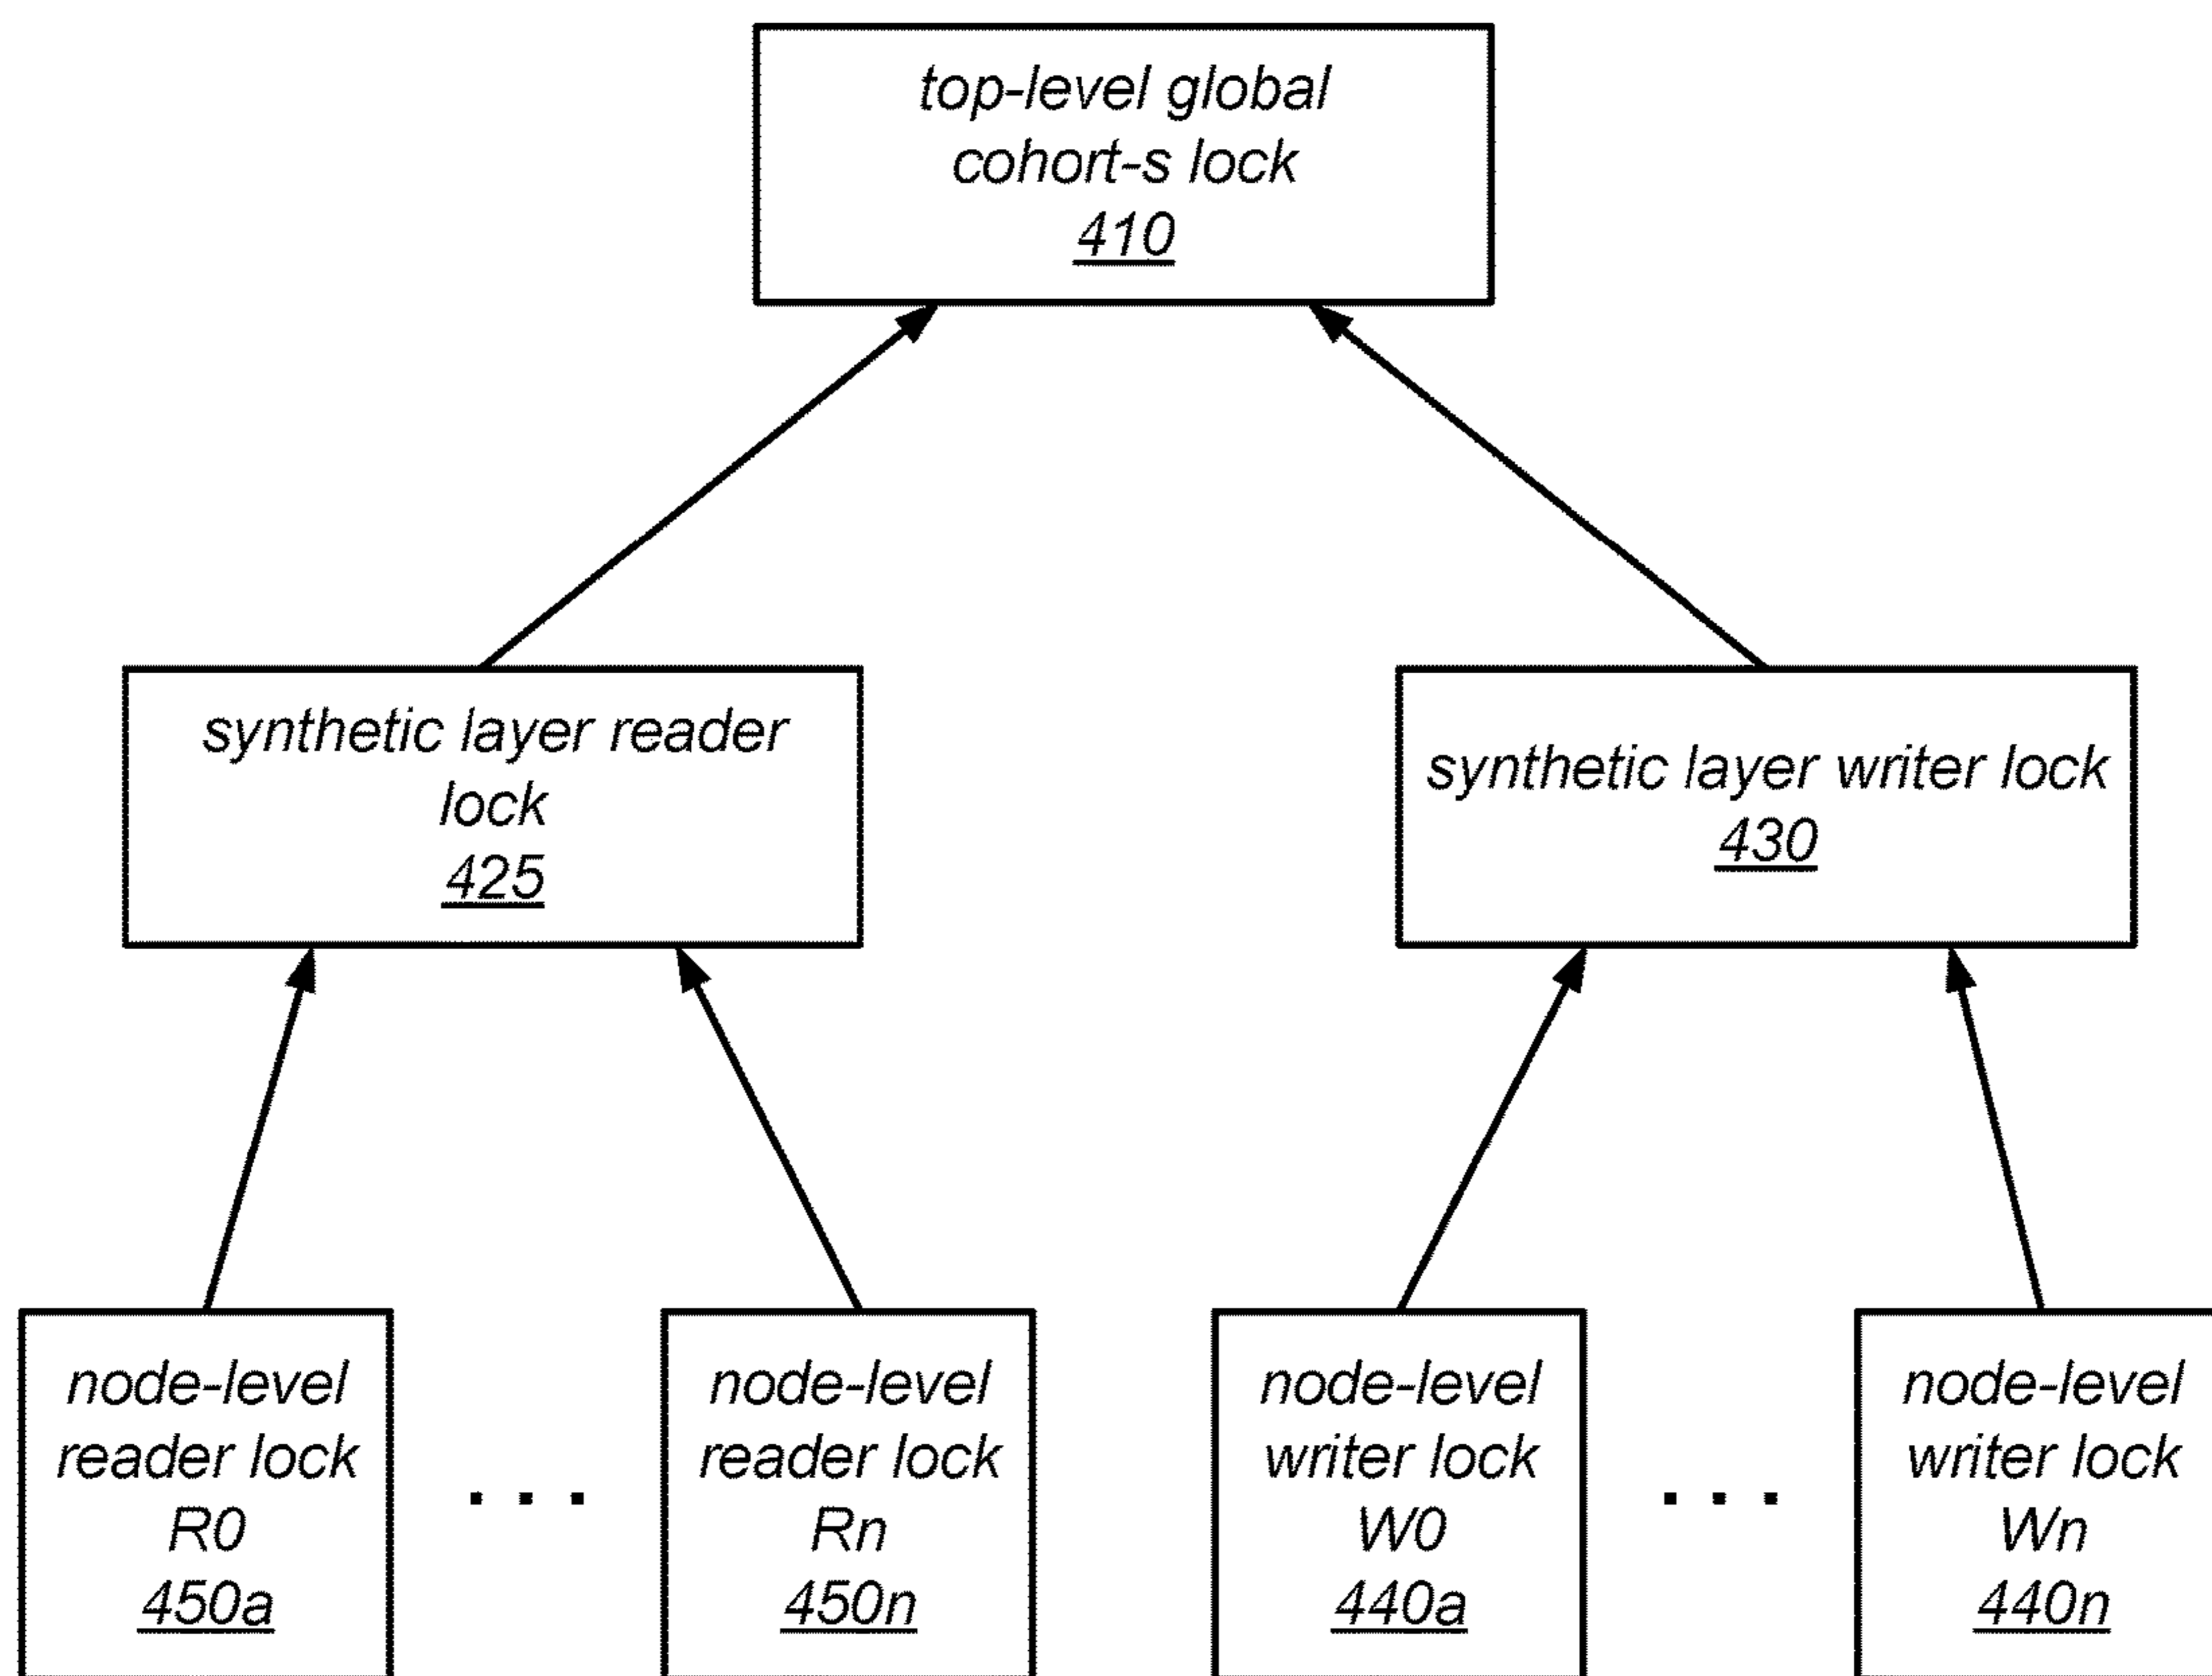 top-level global
cohort-s lock
410
synthetic layer reader
lock
425
synthetic layer writer lock
430
node-level
reader lock
R0
450a
. . .
node-level
reader lock
Rn
450n
node-level
writer lock
W0
440a
. . .
node-level
writer lock
Wn
440n